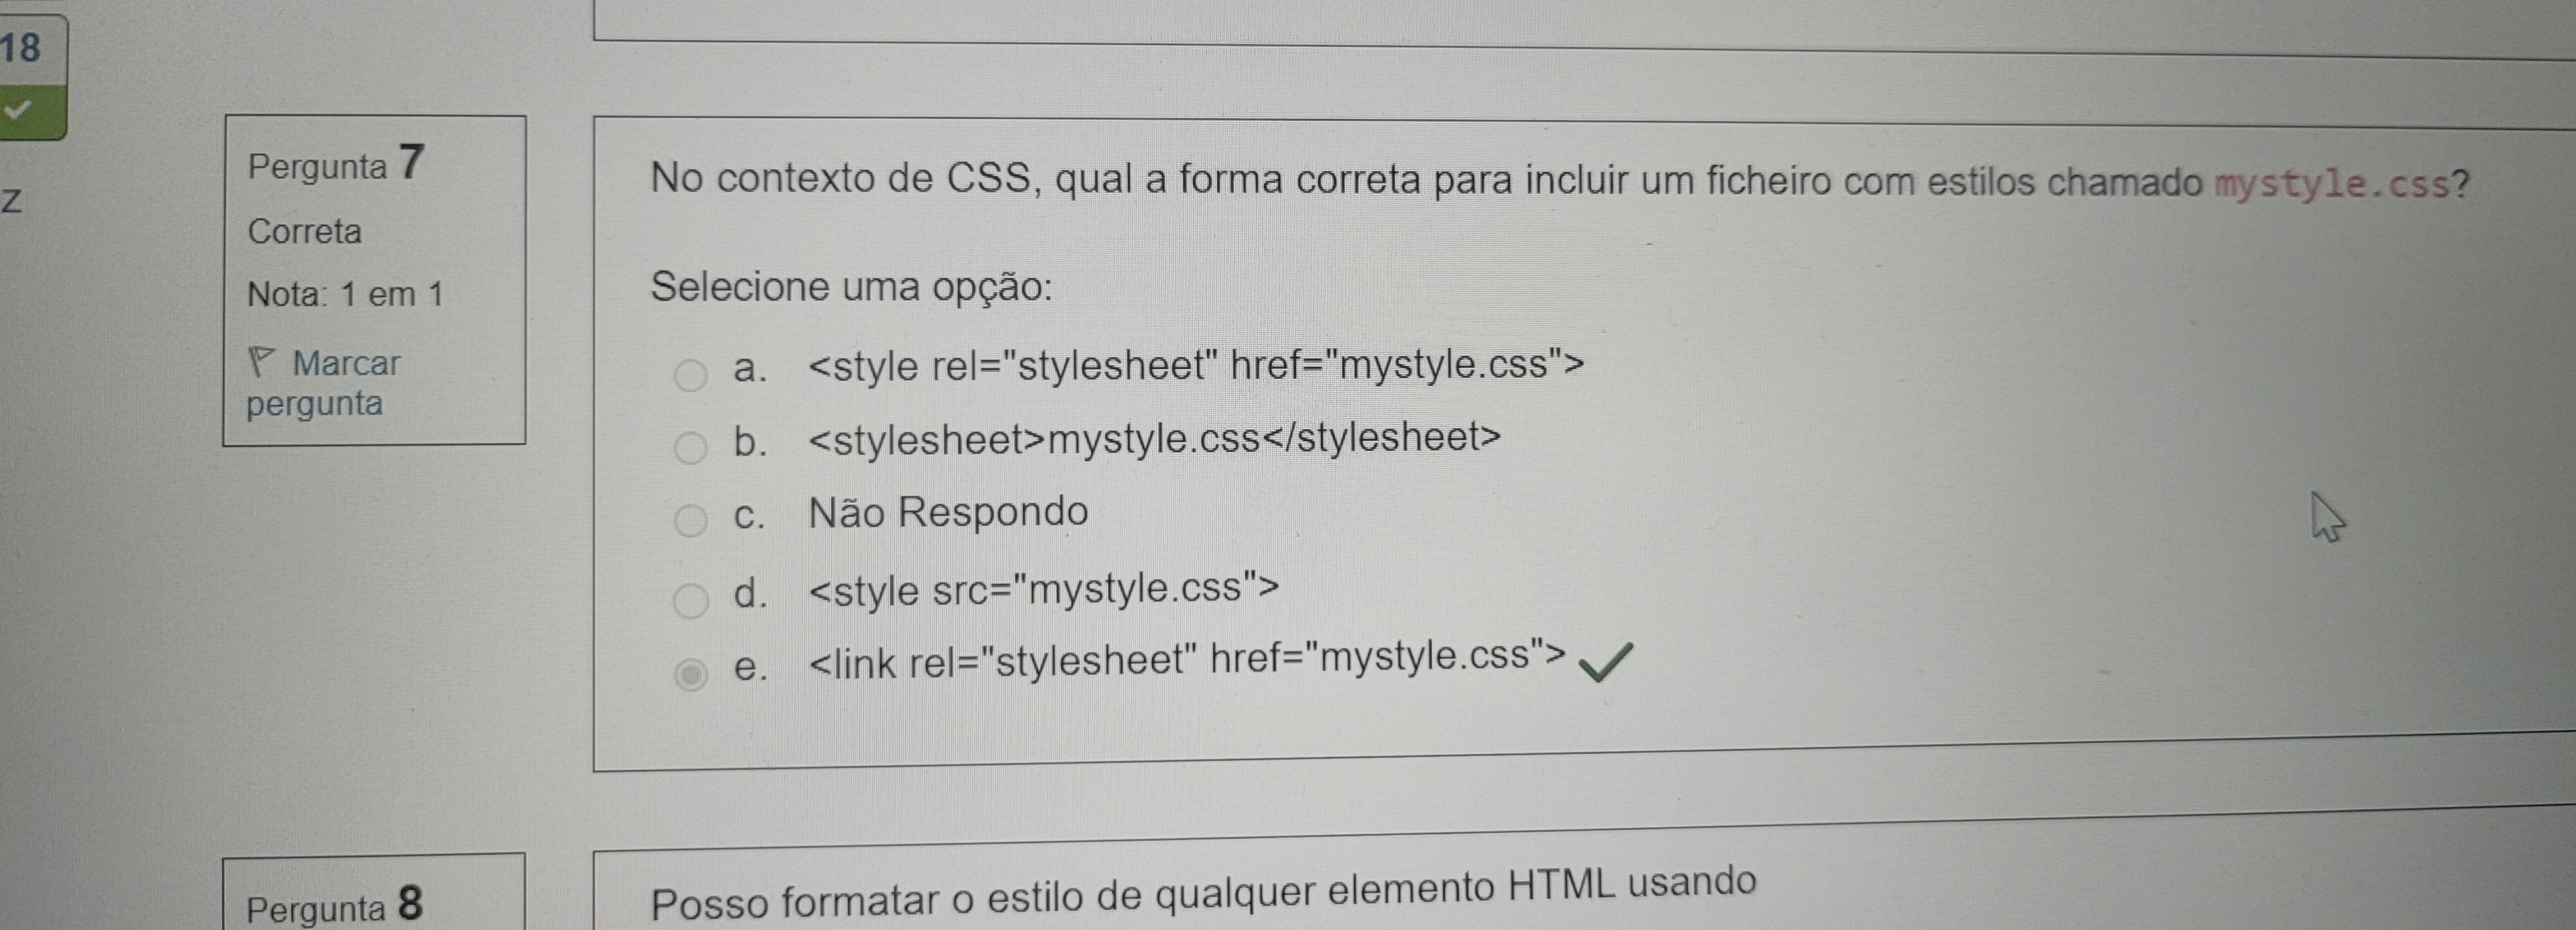 18
z
Pergunta 7
Correta
Nota: 1 em 1
Marcar
pergunta
No contexto de CSS, qual a forma correta para incluir um ficheiro com estilos chamado mystyle.css?
Selecione uma opção:
a. <style rel="stylesheet" href="mystyle.css">
b. <stylesheet>mystyle.css</stylesheet>
c. Não Respondo
d. <style src="mystyle.css">
e. <link rel="stylesheet" href="mystyle.css">
Pergunta 8
Posso formatar o estilo de qualquer elemento HTML usando